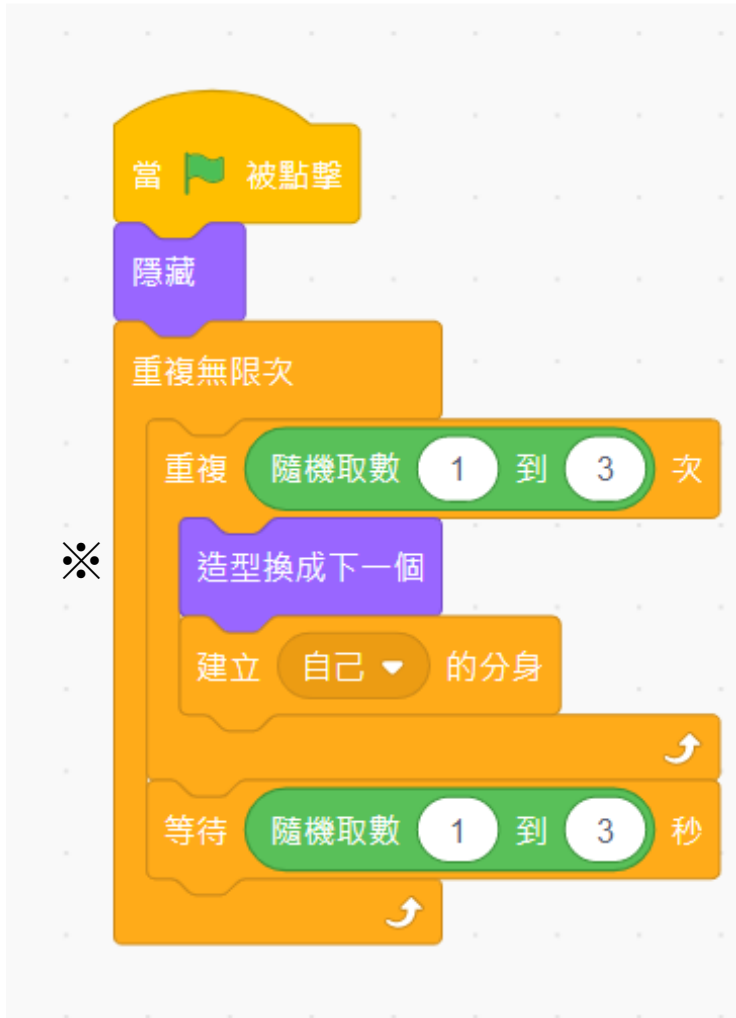 當 被點擊
隱藏
重複無限次
重複 隨機取數 1 到 3 次
※ 造型換成下一個
建立 自己 的分身
等待 隨機取數 1 到 3 秒